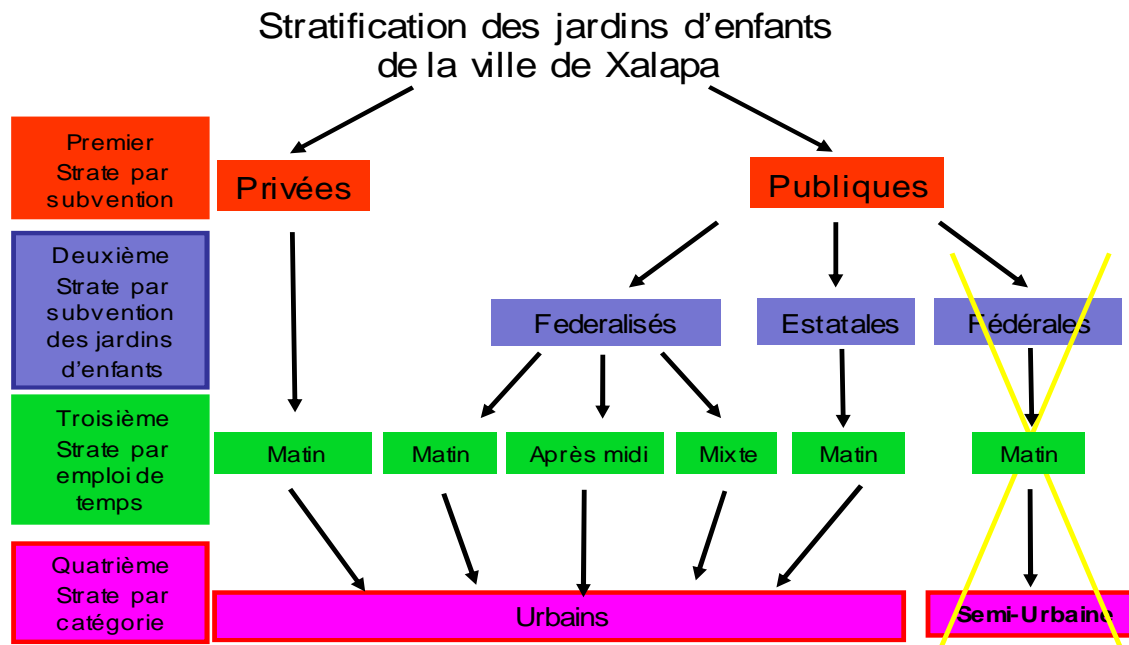 Stratification des jardins d'enfants
de la ville de Xalapa
Premier
Strate par
subvention
Privées
Publiques
Deuxième
Strate par
subvention
des jardins
d'enfants
Federalisés
Estatales
Fédérales
Troisième
Strate par
emploi de
temps
Matin
Matin
Après midi
Mixte
Matin
Matin
Quatrième
Strate par
catégorie
Urbains
Semi-Urbaine